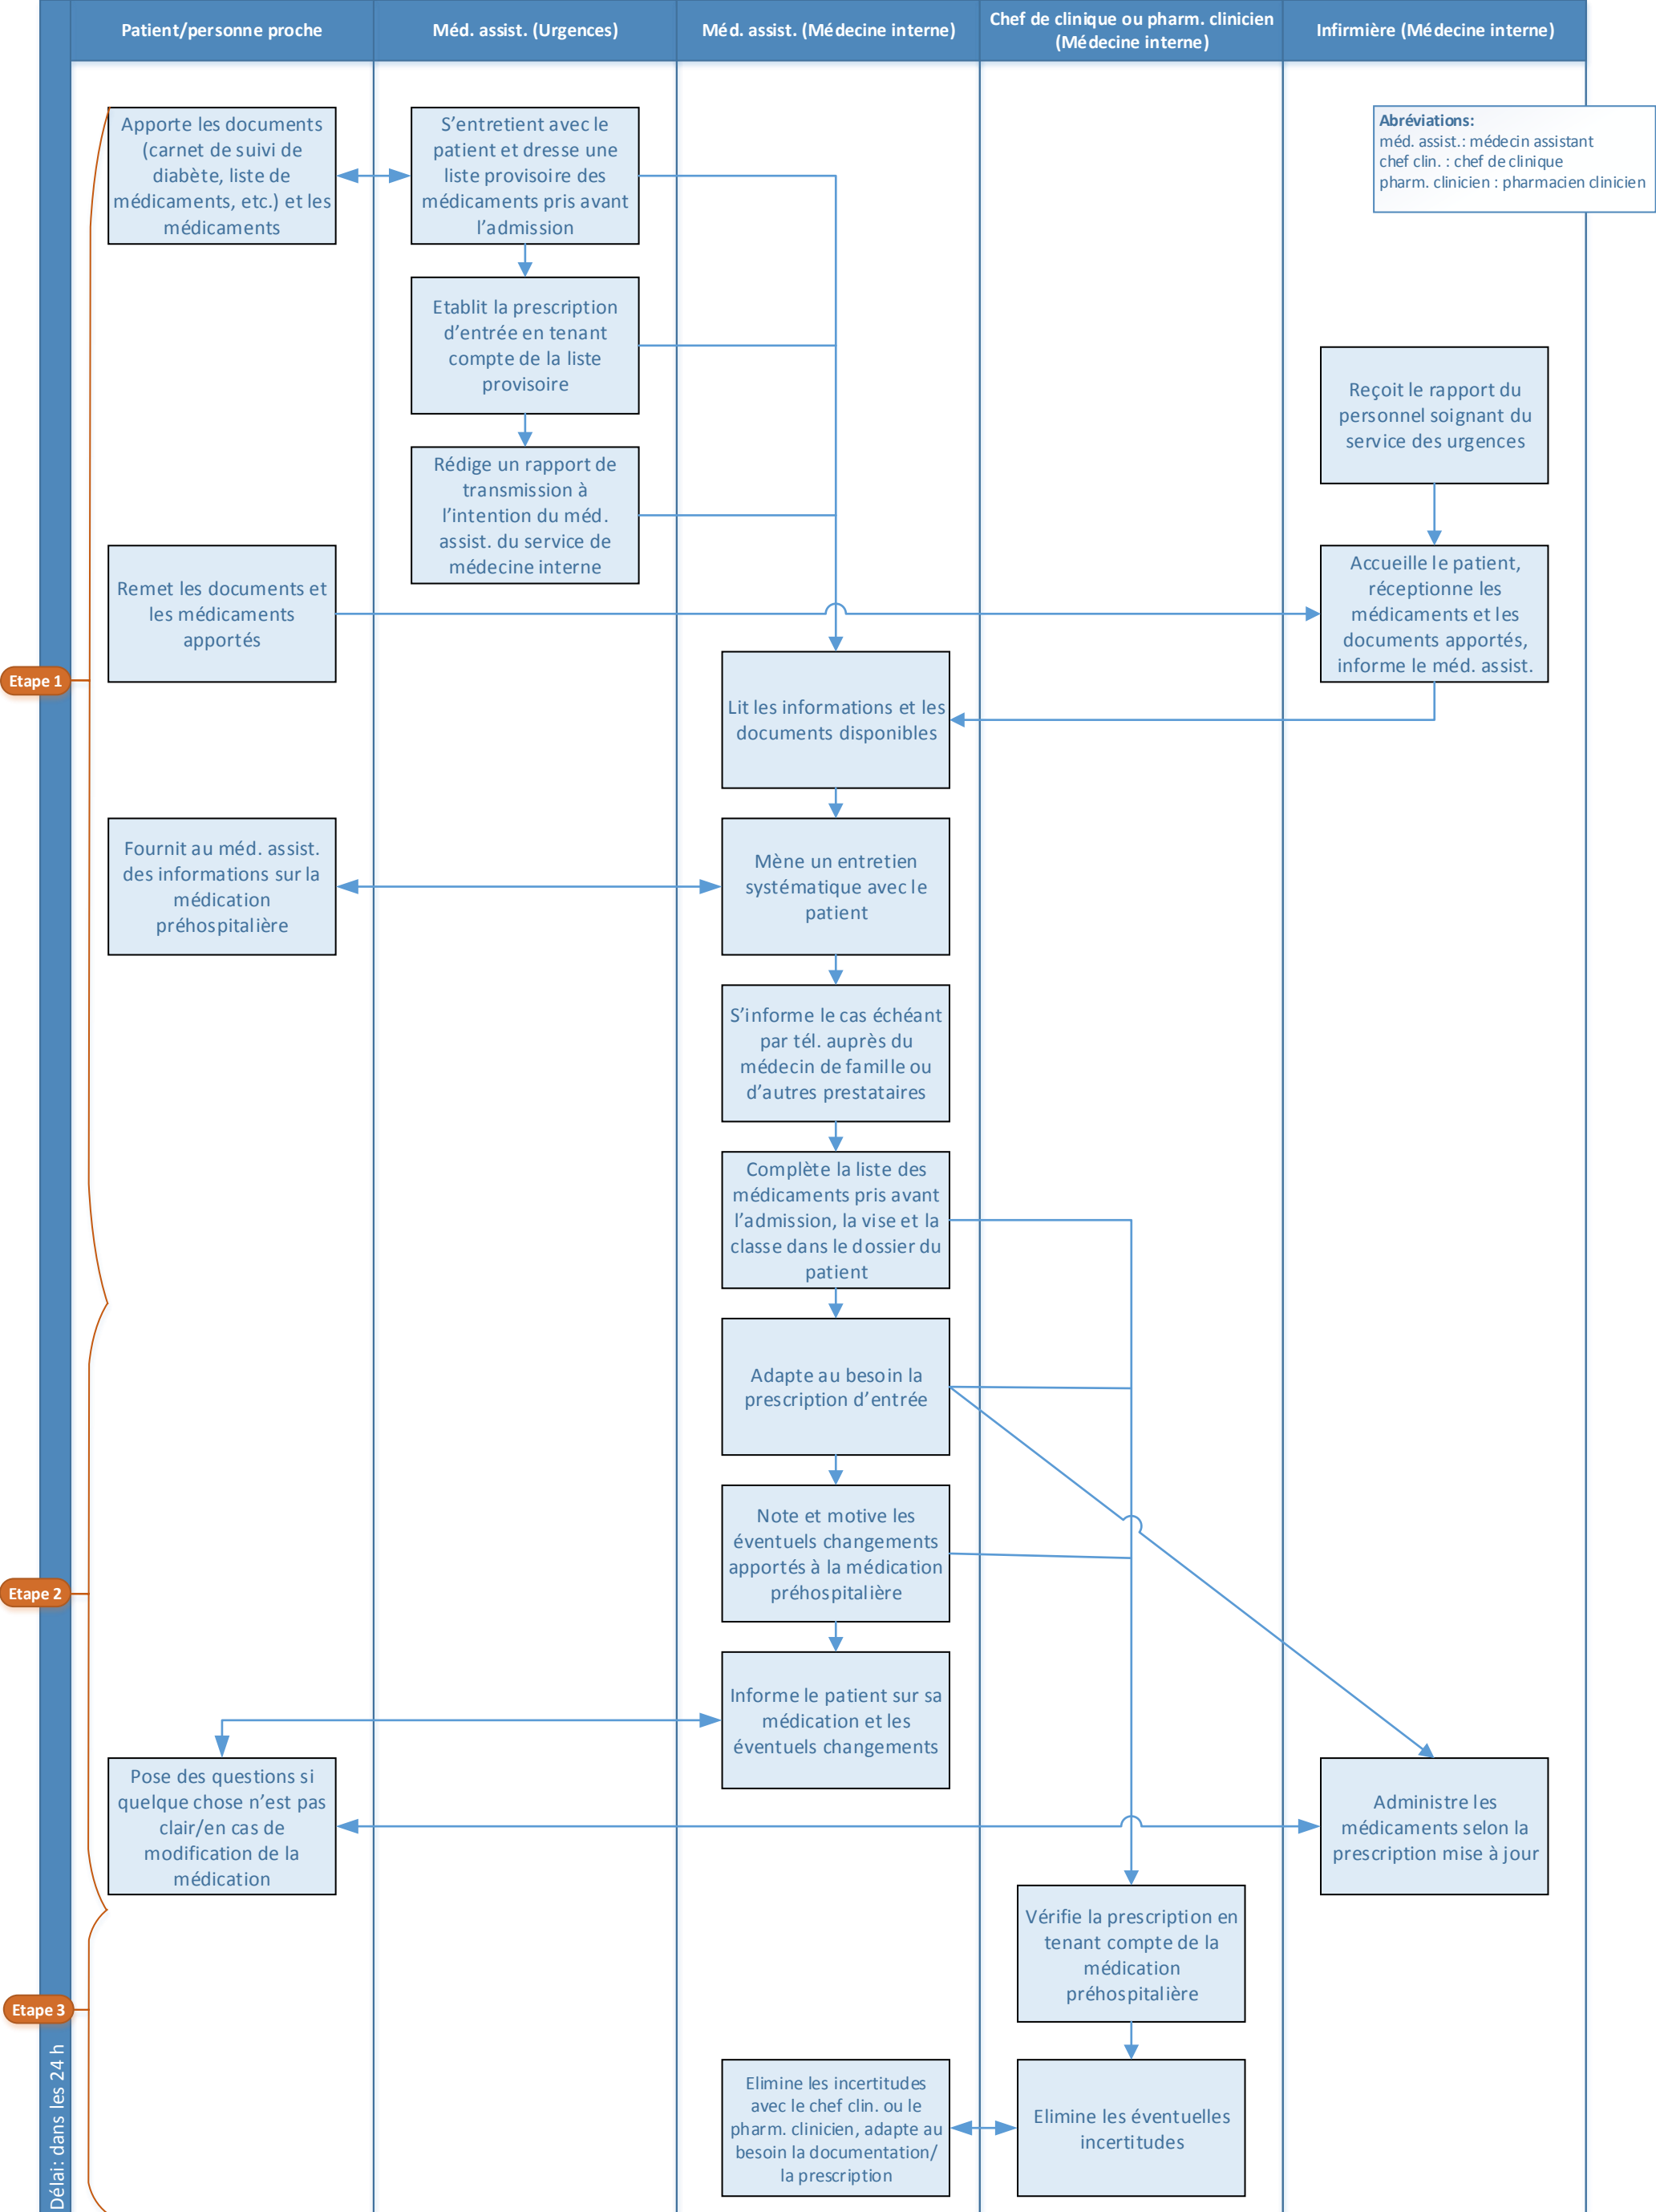 Patient/personne proche
Méd. assist. (Urgences)
Méd. assist. (Médecine interne)
Chef de clinique ou pharm. clinicien
(Médecine interne)
Infirmière (Médecine interne)
Abréviations:
méd. assist.: médecin assistant
chef clin. : chef de clinique
pharm. clinicien : pharmacien clinicien
Apporte les documents
(carnet de suivi de
diabète, liste de
médicaments, etc.) et les
médicaments
S’entretient avec le
patient et dresse une
liste provisoire des
médicaments pris avant
l’admission
Etablit la prescription
d’entrée en tenant
compte de la liste
provisoire
Reçoit le rapport du
personnel soignant du
service des urgences
Rédige un rapport de
transmission à
l’intention du méd.
assist. du service de
médecine interne
Remet les documents et
les médicaments
apportés
Accueille le patient,
réceptionne les
médicaments et les
documents apportés,
informe le méd. assist.
Etape 1
Lit les informations et les
documents disponibles
Fournit au méd. assist.
des informations sur la
médication
préhospitalière
Mène un entretien
systématique avec le
patient
S’informe le cas échéant
par tél. auprès du
médecin de famille ou
d’autres prestataires
Complète la liste des
médicaments pris avant
l’admission, la vise et la
classe dans le dossier du
patient
Adapte au besoin la
prescription d’entrée
Note et motive les
éventuels changements
apportés à la médication
préhospitalière
Etape 2
Informe le patient sur sa
médication et les
éventuels changements
Pose des questions si
quelque chose n’est pas
clair/en cas de
modification de la
médication
Administre les
médicaments selon la
prescription mise à jour
Vérifie la prescription en
tenant compte de la
médication
préhospitalière
Etape 3
Délai: dans les 24 h
Elimine les incertitudes
avec le chef clin. ou le
pharm. clinicien, adapte au
besoin la documentation/
la prescription
Elimine les éventuelles
incertitudes